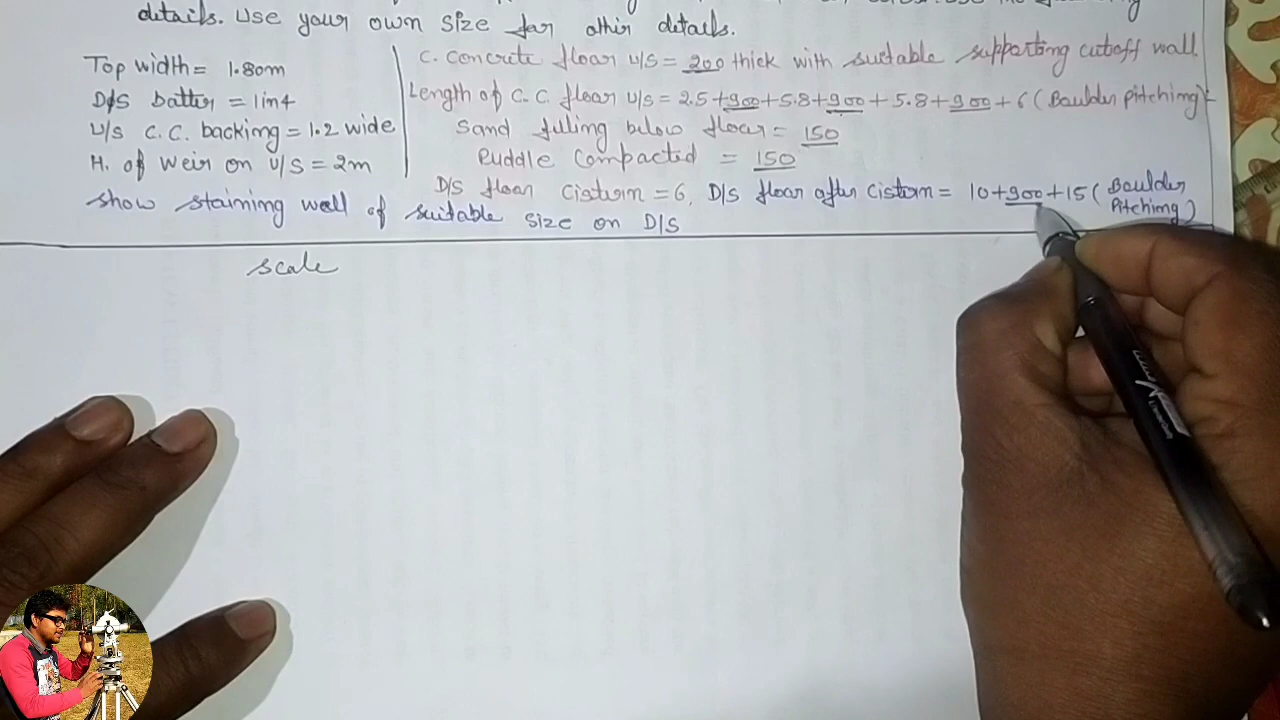 details. Use your own size for other details.
Top width = 1.80m
D/S batter = 1 in 4
U/s C.C. backing = 1.2 wide
H. of weir on U/S = 2m
C. Concrete floor U/S = 200 thick with suitable supporting cutoff wall.
Length of C.C. floor U/S = 2.5+900+5.8+900+5.8+900+6 (Boulder pitching)
Sand filling below floor = 150
Puddle Compacted = 150
D/s floor cistern = 6, D/s floor after cistern = 10+900+15 (Boulder Pitching)
show staining wall of suitable size on D/S
scale